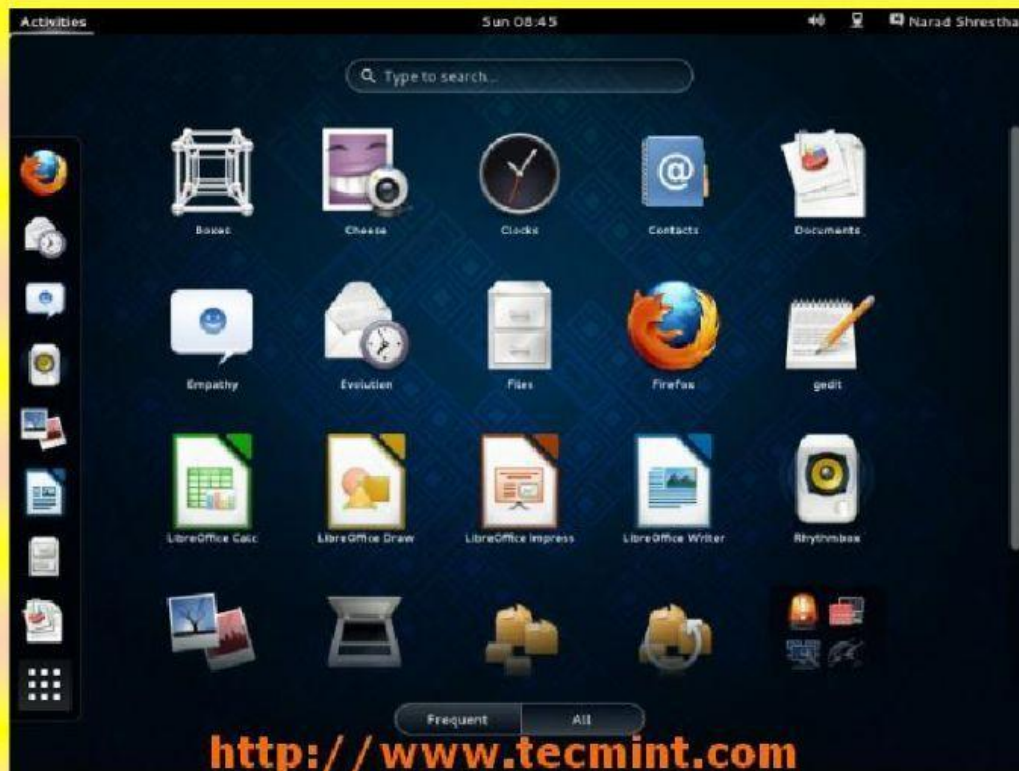 Activities Sun 08:45 Narad Shrestha
Type to search...
Boxes Cheese Clocks Contacts Documents
Empathy Evolution Files Firefox gedit
LibreOffice Calc LibreOffice Draw LibreOffice Impress LibreOffice Writer Rhythmbox
Frequent All
http://www.tecmint.com